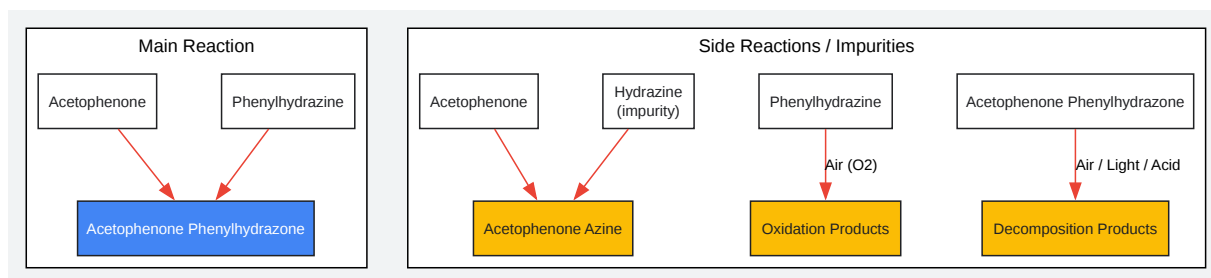 Main Reaction
Acetophenone
Phenylhydrazine
Acetophenone Phenylhydrazone
Side Reactions / Impurities
Acetophenone
Hydrazine
(impurity)
Phenylhydrazine
Acetophenone Phenylhydrazone
Air (O2)
Air / Light / Acid
Acetophenone Azine
Oxidation Products
Decomposition Products